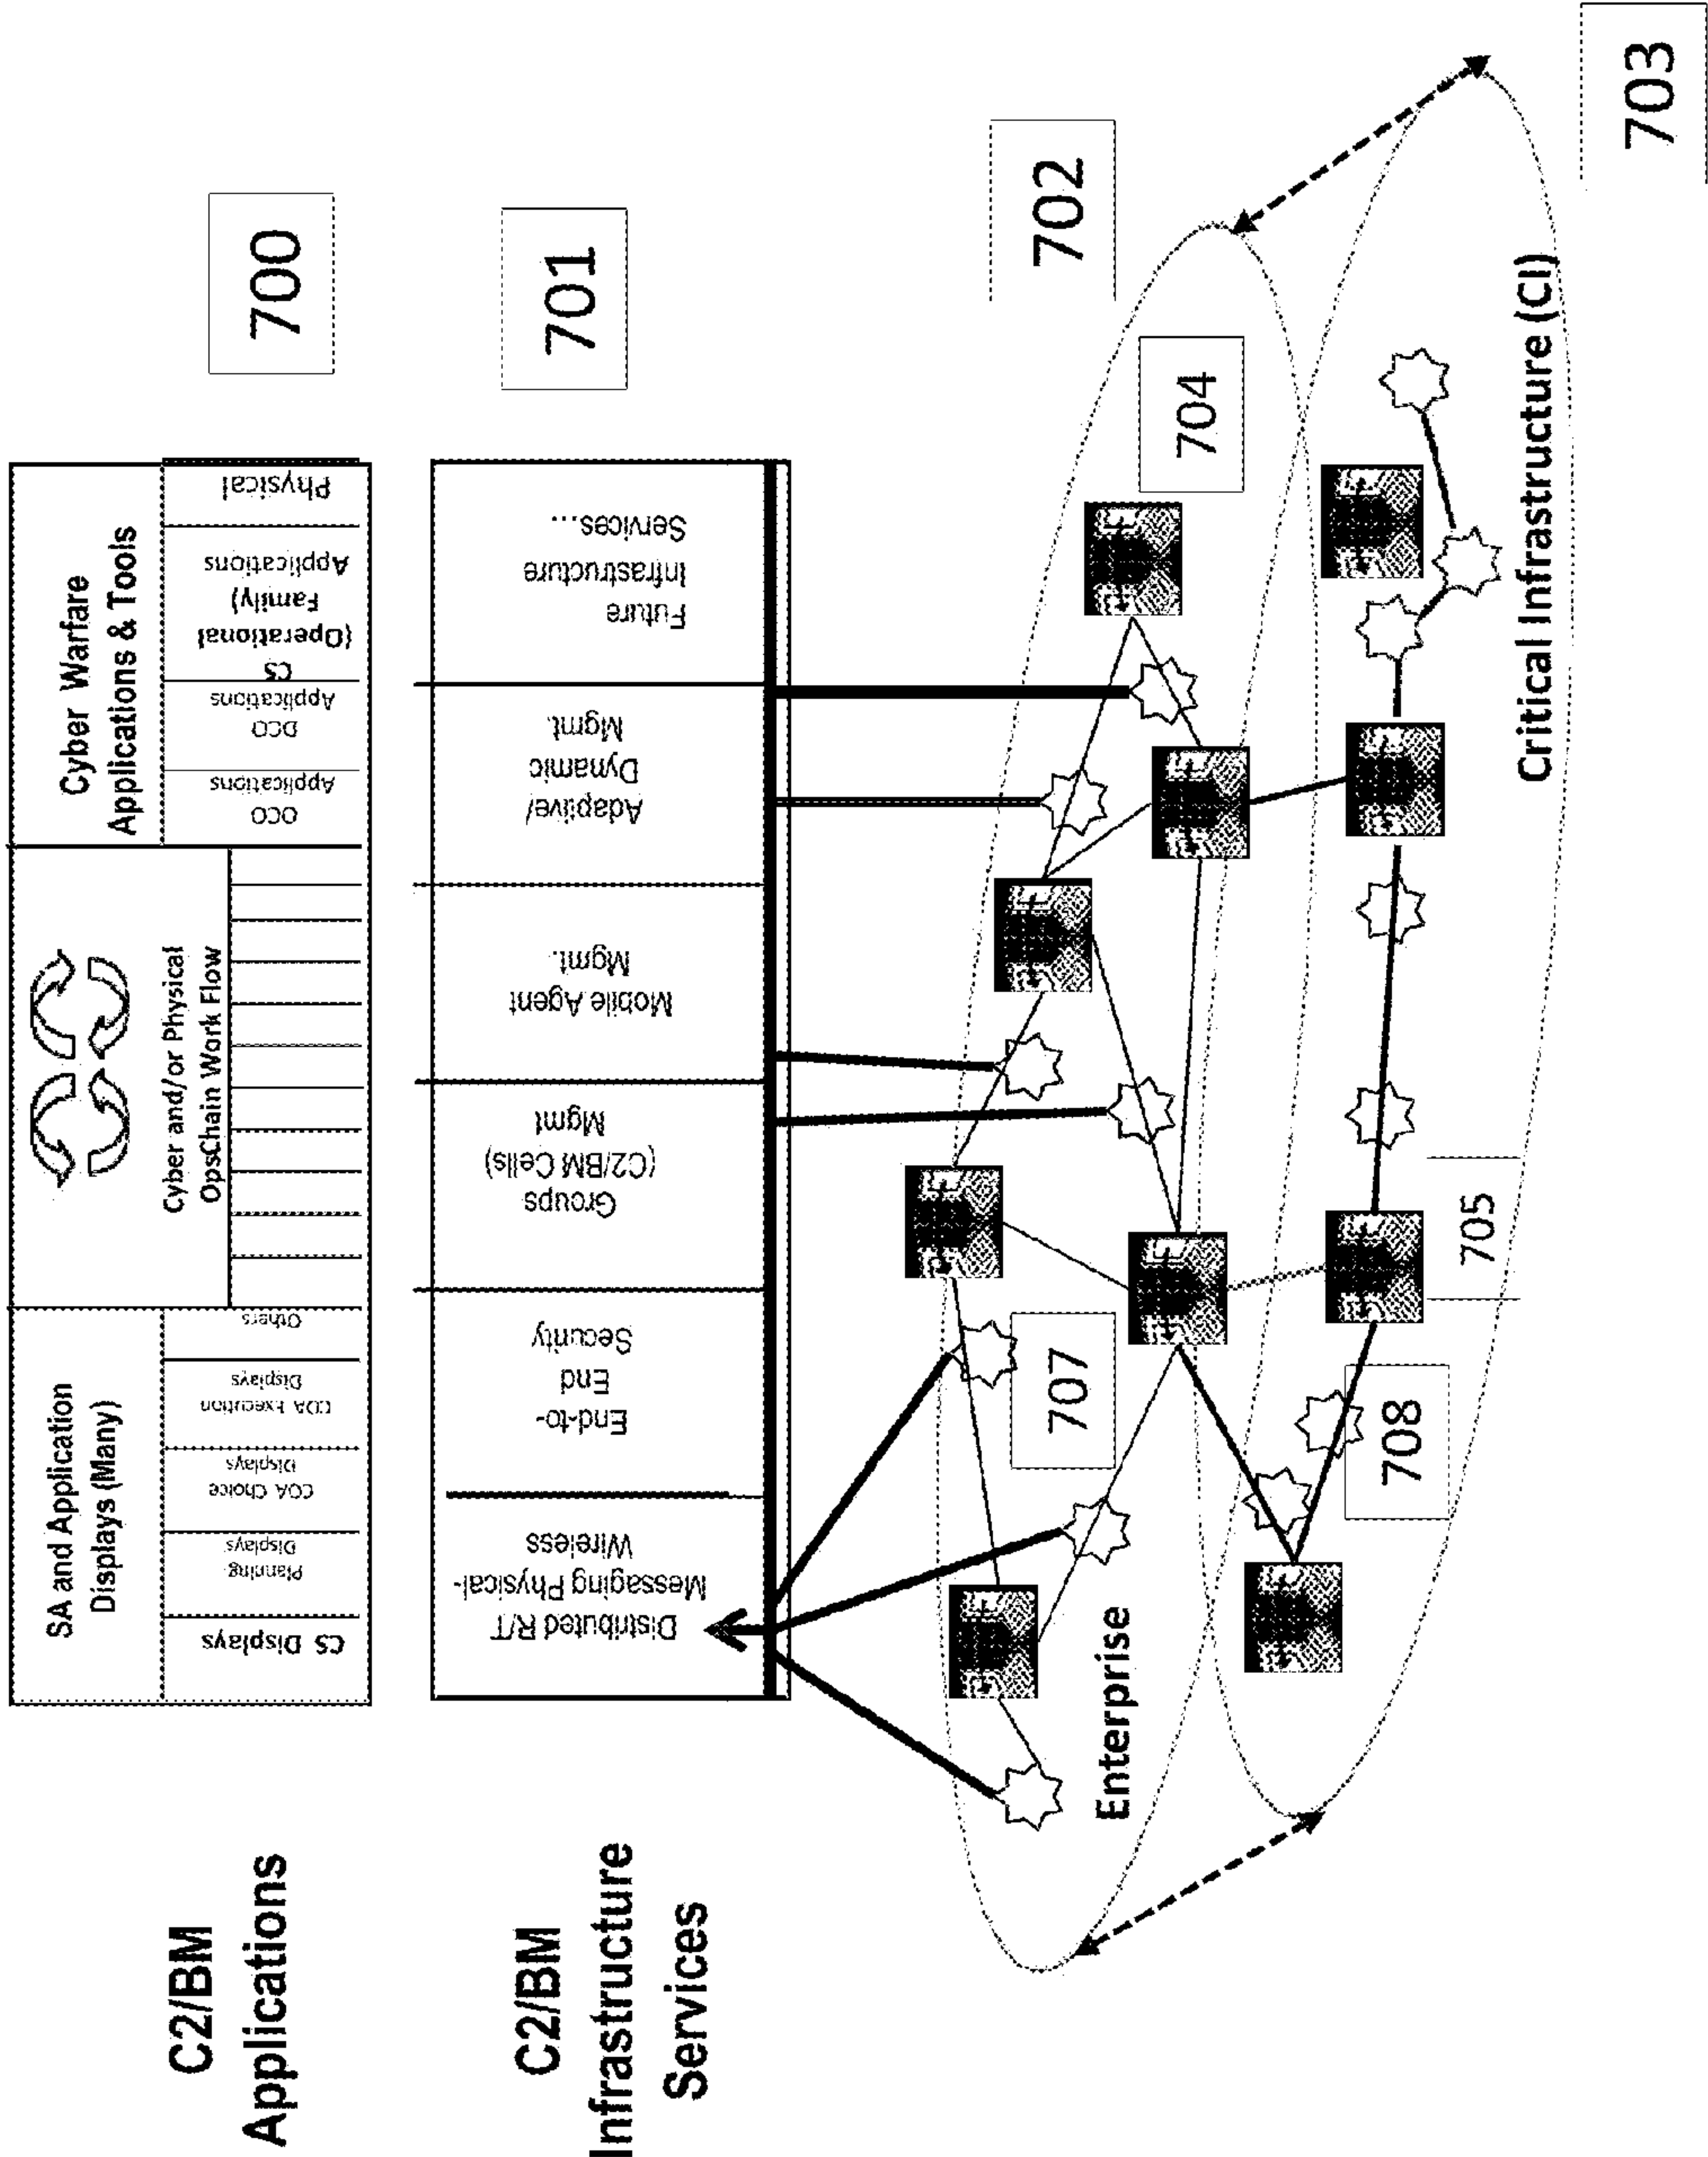 C2/BM
Applications
SA and Application
Displays (Many)
CS Displays
Planning
Displays
COA Choice
Displays
COA Execution
Displays
Others
Cyber and/or Physical
OpsChain Work Flow
Cyber Warfare
Applications & Tools
OCO
Applications
DCO
Applications
CS
(Operational
Family)
Applications
Physical
700
C2/BM
Infrastructure
Services
Distributed R/T
Messaging Physical-
Wireless
End-to-
End
Security
Groups
(C2/BM Cells)
Mgmt
Mobile Agent
Mgmt.
Adaptive/
Dynamic
Mgmt.
Future
Infrastructure
Services...
701
702
704
707
Enterprise
708
705
Critical Infrastructure (CI)
703